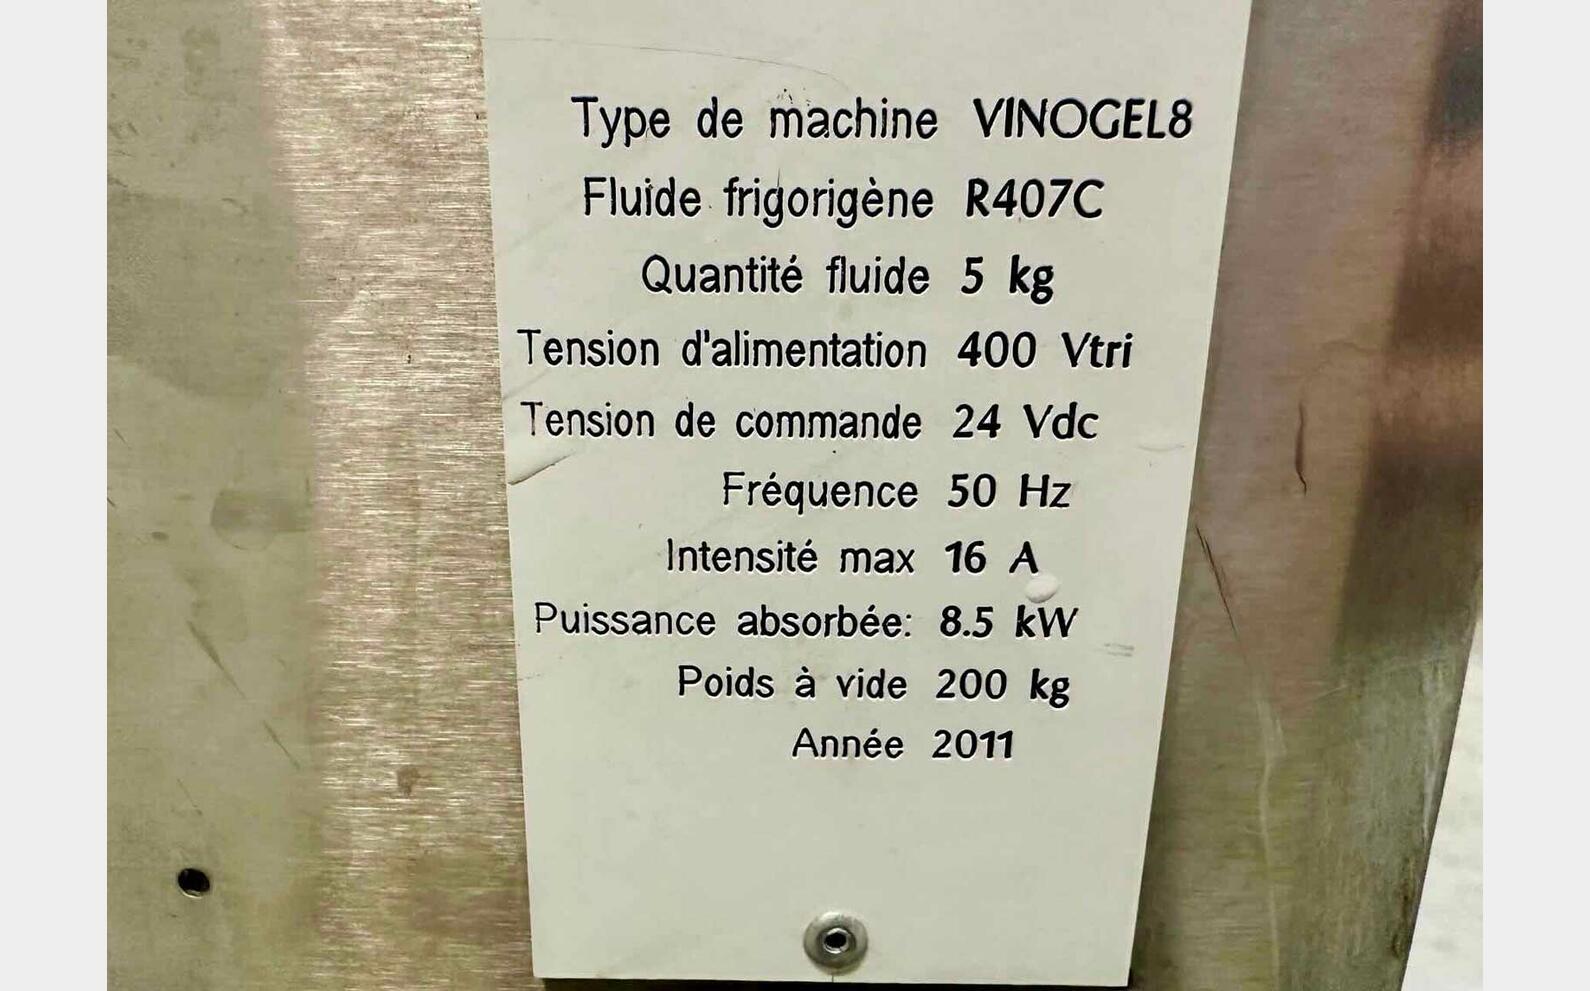 Type de machine VINOGEL8
Fluide frigorigène R407C
Quantité fluide 5 kg
Tension d'alimentation 400 Vtri
Tension de commande 24 Vdc
Fréquence 50 Hz
Intensité max 16 A
Puissance absorbée: 8.5 kW
Poids à vide 200 kg
Année 2011